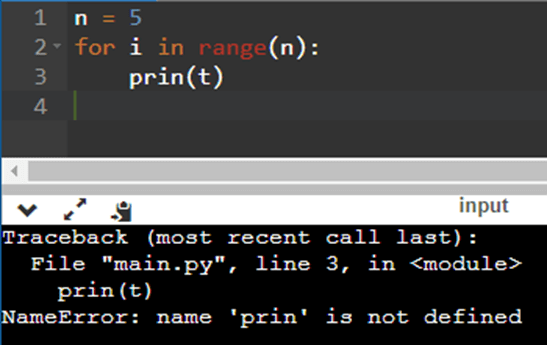 1 n = 5
2 for i in range(n):
3     prin(t)
4
input
Traceback (most recent call last):
  File "main.py", line 3, in <module>
    prin(t)
NameError: name 'prin' is not defined